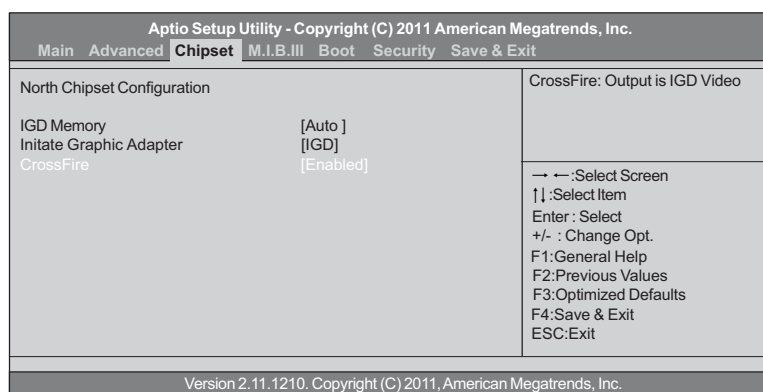 Aptio Setup Utility - Copyright (C) 2011 American Megatrends, Inc.
Main Advanced Chipset M.I.B.III Boot Security Save & Exit
North Chipset Configuration
IGD Memory [Auto ]
Initate Graphic Adapter [IGD]
CrossFire [Enabled]
CrossFire: Output is IGD Video
→ ←:Select Screen
↑↓:Select Item
Enter : Select
+/- : Change Opt.
F1:General Help
F2:Previous Values
F3:Optimized Defaults
F4:Save & Exit
ESC:Exit
Version 2.11.1210. Copyright (C) 2011, American Megatrends, Inc.